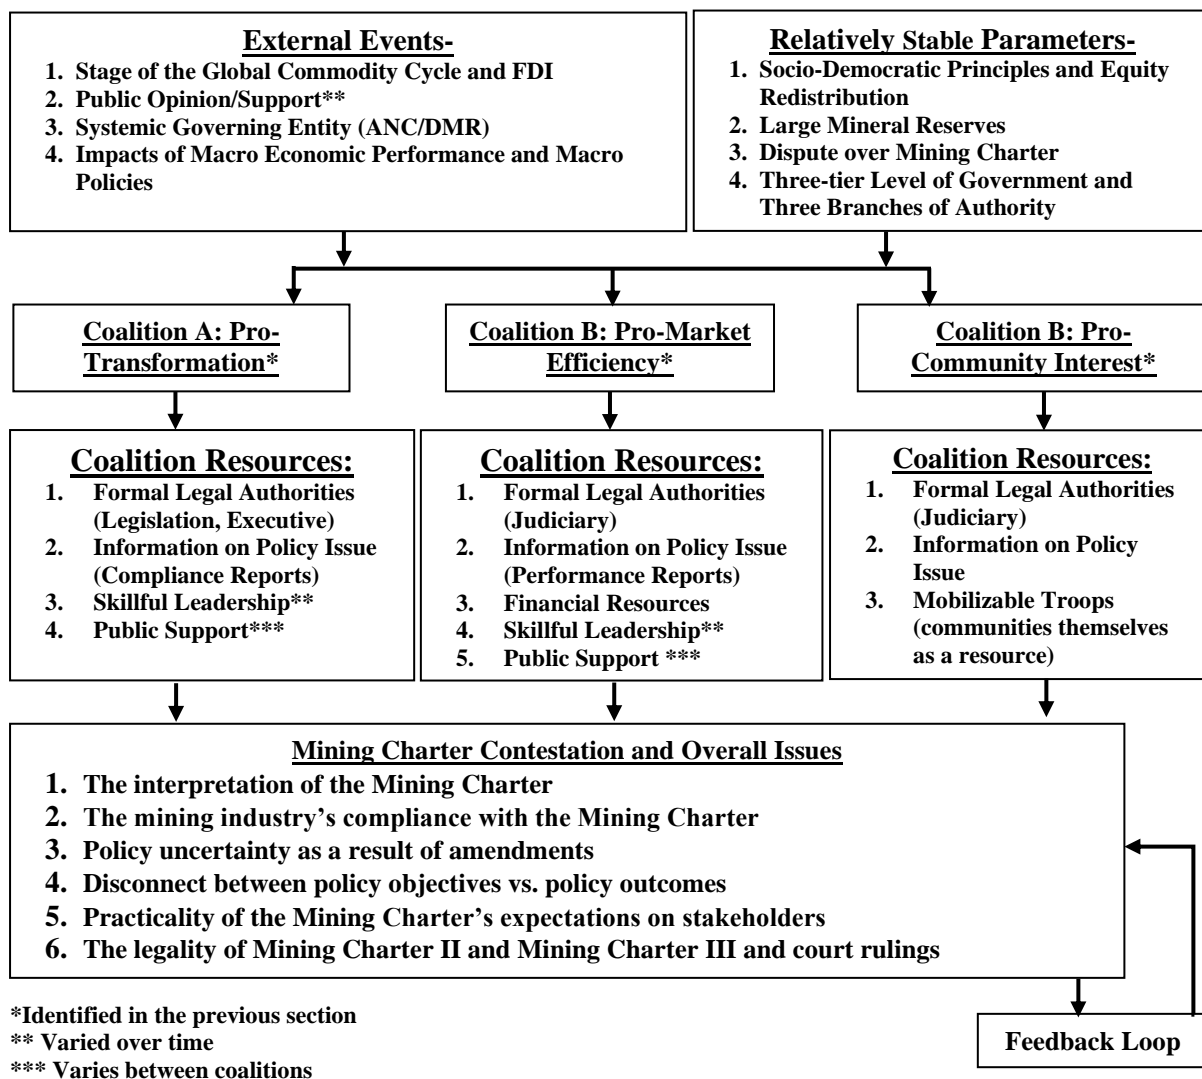 External Events-
1. Stage of the Global Commodity Cycle and FDI
2. Public Opinion/Support**
3. Systemic Governing Entity (ANC/DMR)
4. Impacts of Macro Economic Performance and Macro
Policies
Relatively Stable Parameters-
1. Socio-Democratic Principles and Equity
Redistribution
2. Large Mineral Reserves
3. Dispute over Mining Charter
4. Three-tier Level of Government and
Three Branches of Authority
Coalition A: Pro-
Transformation*
Coalition B: Pro-Market
Efficiency*
Coalition B: Pro-
Community Interest*
Coalition Resources:
1. Formal Legal Authorities
(Legislation, Executive)
2. Information on Policy Issue
(Compliance Reports)
3. Skillful Leadership**
4. Public Support***
Coalition Resources:
1. Formal Legal Authorities
(Judiciary)
2. Information on Policy Issue
(Performance Reports)
3. Financial Resources
4. Skillful Leadership**
5. Public Support ***
Coalition Resources:
1. Formal Legal Authorities
(Judiciary)
2. Information on Policy
Issue
3. Mobilizable Troops
(communities themselves
as a resource)
Mining Charter Contestation and Overall Issues
1. The interpretation of the Mining Charter
2. The mining industry’s compliance with the Mining Charter
3. Policy uncertainty as a result of amendments
4. Disconnect between policy objectives vs. policy outcomes
5. Practicality of the Mining Charter’s expectations on stakeholders
6. The legality of Mining Charter II and Mining Charter III and court rulings
*Identified in the previous section
** Varied over time
*** Varies between coalitions
Feedback Loop